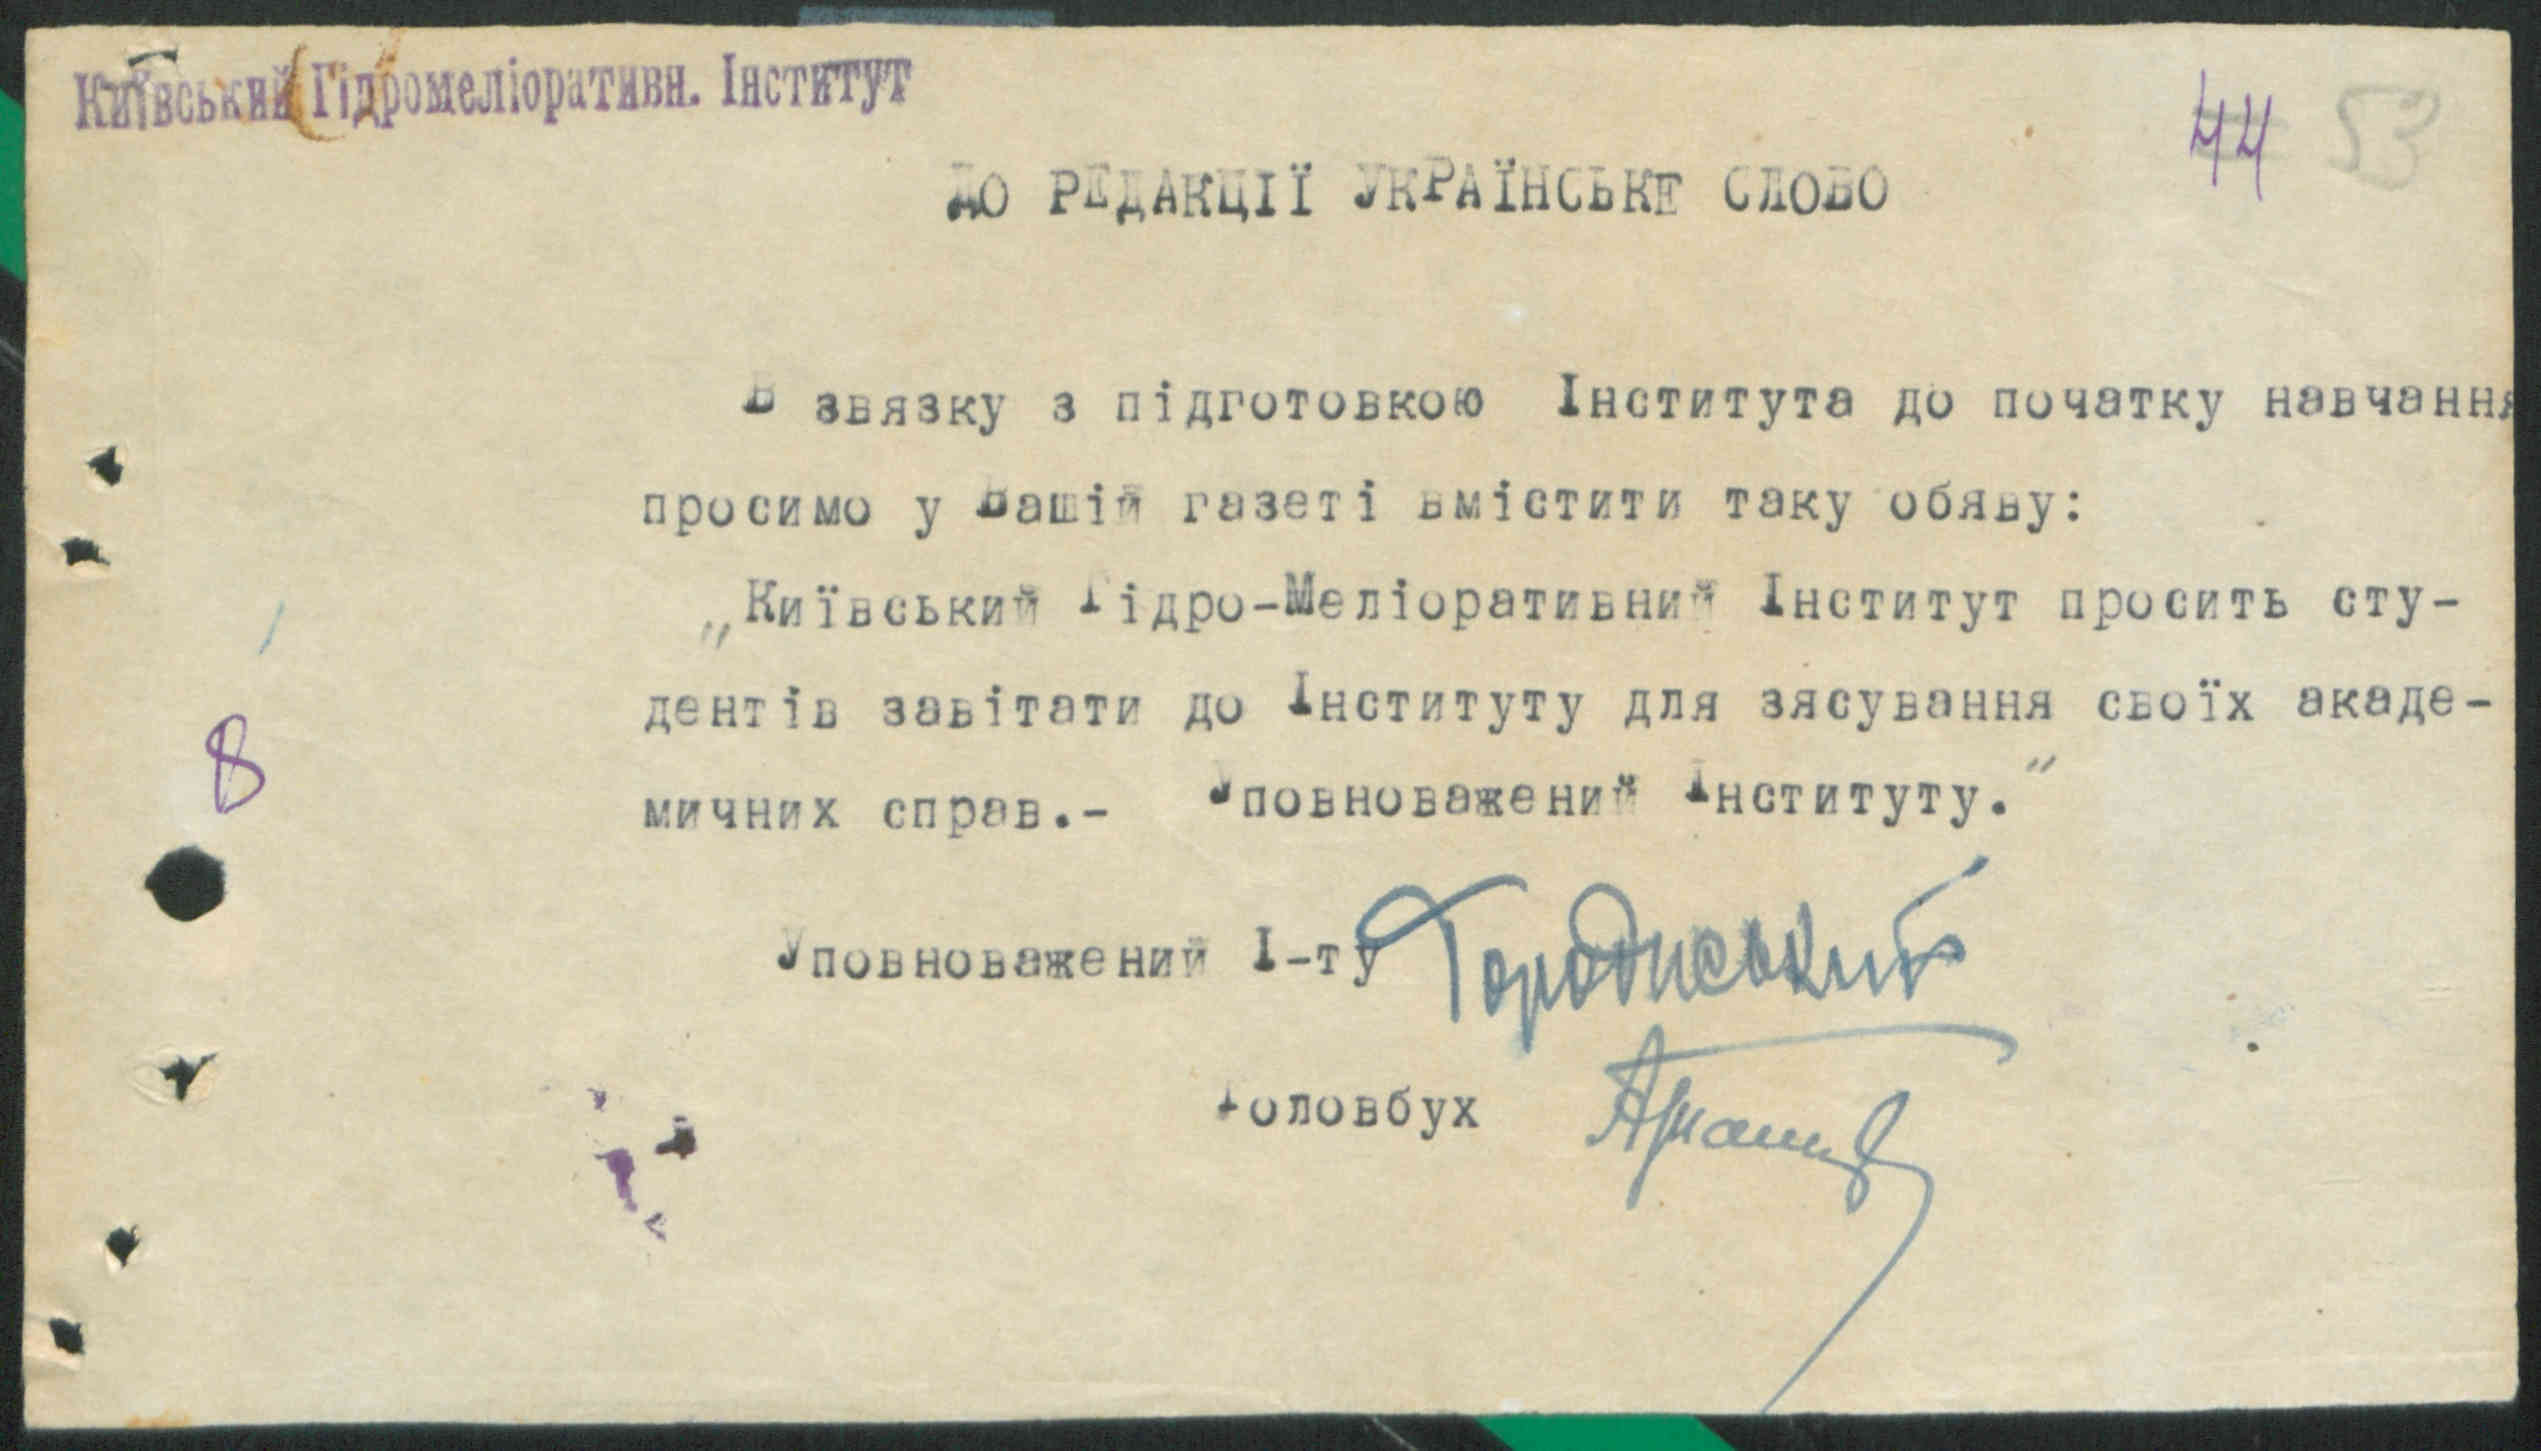 Київський Гідромеліоративн. Інститут
44 53
ДО РЕДАКЦІЇ УКРАЇНСЬКЕ СЛОВО
В звязку з підготовкою Інститута до початку навчання
просимо у Вашій газеті вмістити таку обяву:
„Київський Гідро-Меліоративний Інститут просить сту-
дентів завітати до Інституту для зясування своїх акаде-
8
мичних справ.- Уповноважений Інституту."
Уповноважений І-ту Городиський
Головбух